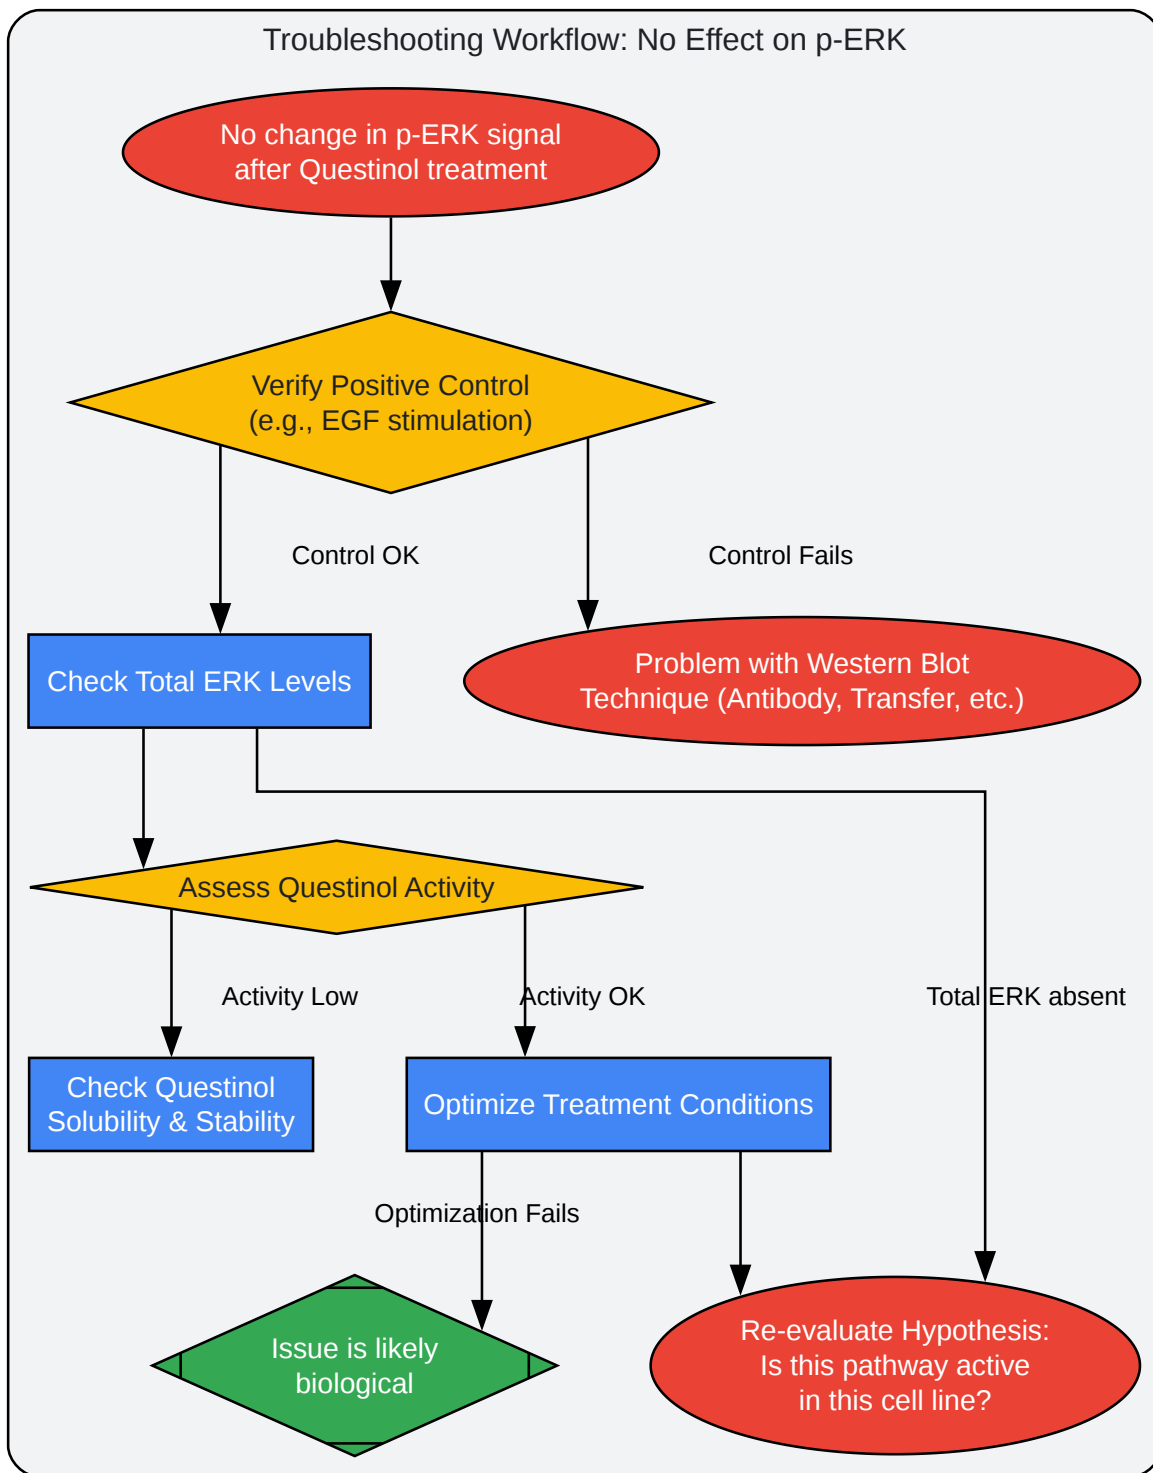 Troubleshooting Workflow: No Effect on p-ERK
No change in p-ERK signal
after Questinol treatment
Verify Positive Control
(e.g., EGF stimulation)
Control OK
Control Fails
Check Total ERK Levels
Problem with Western Blot
Technique (Antibody, Transfer, etc.)
Assess Questinol Activity
Activity Low
Activity OK
Total ERK absent
Check Questinol
Solubility & Stability
Optimize Treatment Conditions
Optimization Fails
Issue is likely
biological
Re-evaluate Hypothesis:
Is this pathway active
in this cell line?